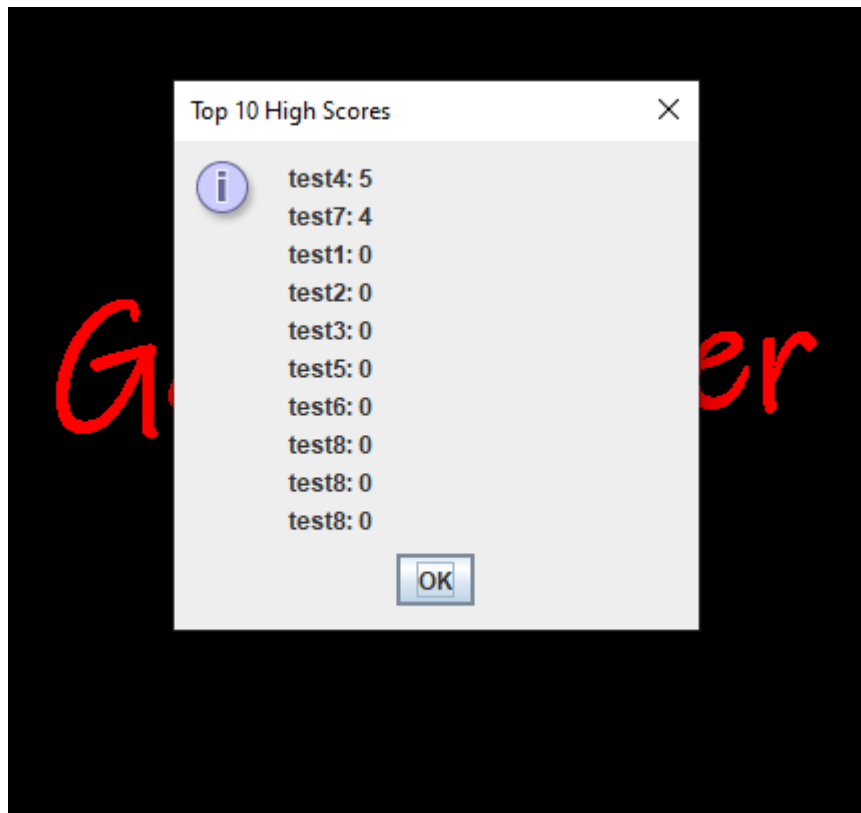 Top 10 High Scores
test4: 5
test7: 4
test1: 0
test2: 0
test3: 0
test5: 0
test6: 0
test8: 0
test8: 0
test8: 0
OK